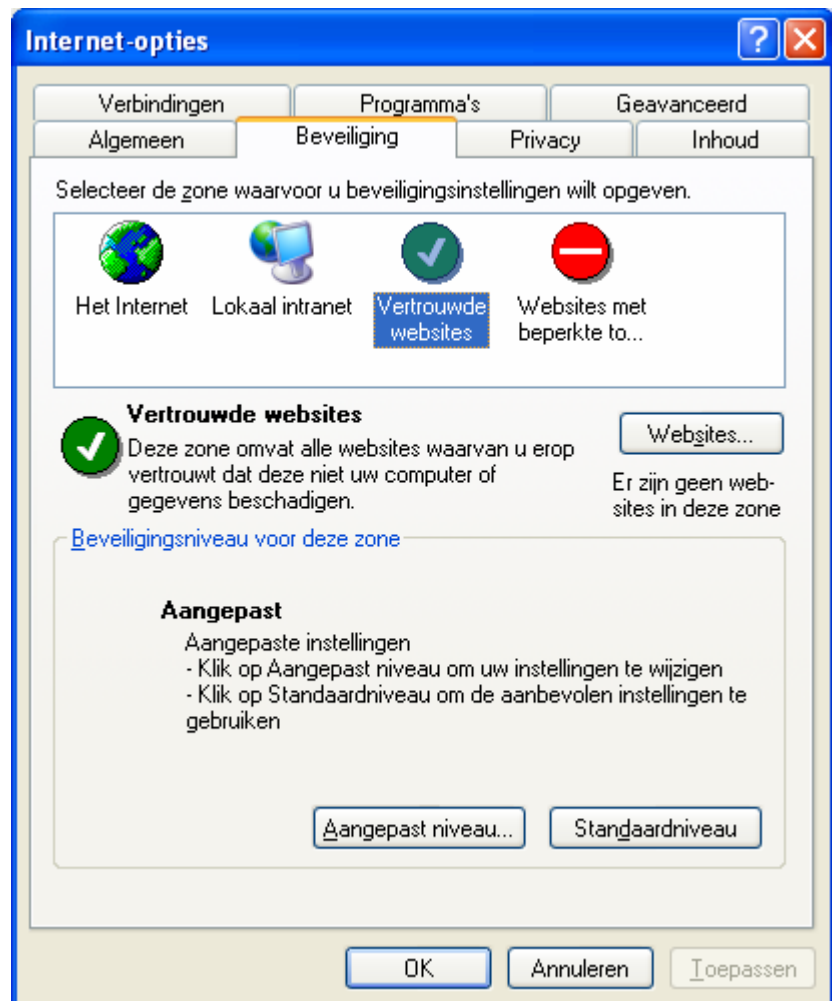 Internet-opties
Verbindingen Programma's Geavanceerd
Algemeen Beveiliging Privacy Inhoud
Selecteer de zone waarvoor u beveiligingsinstellingen wilt opgeven.
Het Internet Lokaal intranet Vertrouwde websites Websites met beperkte to...
Vertrouwde websites
Deze zone omvat alle websites waarvan u erop
vertrouwt dat deze niet uw computer of
gegevens beschadigen.
Websites...
Er zijn geen web-
sites in deze zone
Beveiligingsniveau voor deze zone
Aangepast
Aangepaste instellingen
- Klik op Aangepast niveau om uw instellingen te wijzigen
- Klik op Standaardniveau om de aanbevolen instellingen te
gebruiken
Aangepast niveau... Standaardniveau
OK Annuleren Toepassen